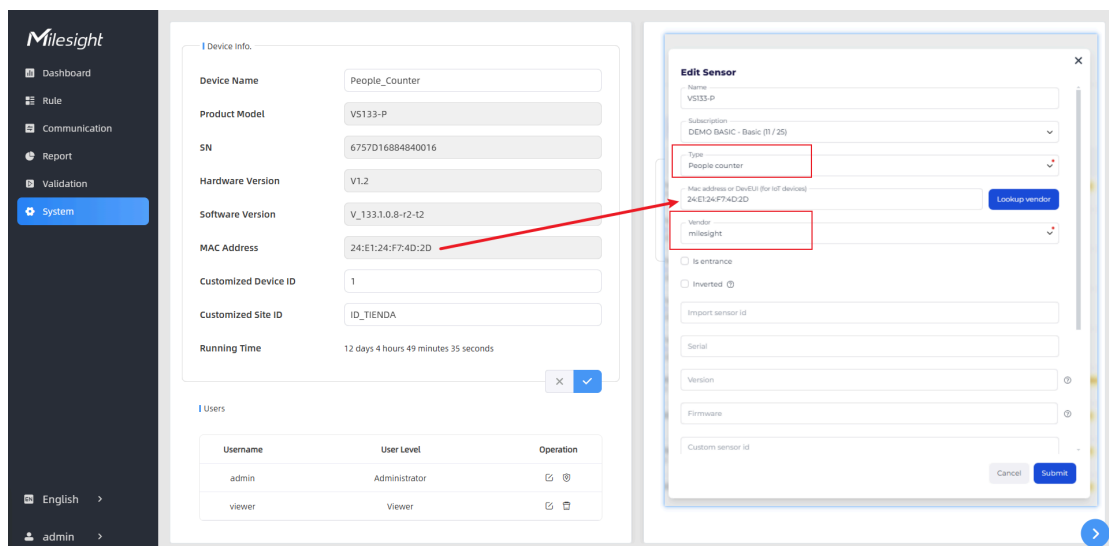 Milesight
Dashboard
Rule
Communication
Report
Validation
System
EN English >
admin >
Device Info.
Device Name People_Counter
Product Model VS133-P
SN 6757D16884840016
Hardware Version V1.2
Software Version V_133.1.0.8-r2-t2
MAC Address 24:E1:24:F7:4D:2D
Customized Device ID 1
Customized Site ID ID_TIENDA
Running Time 12 days 4 hours 49 minutes 35 seconds
Users
Username User Level Operation
admin Administrator
viewer Viewer
Edit Sensor
Name
VS133-P
Subscription
DEMO BASIC - Basic (11 / 25)
Type
People counter
Mac address or DevEUI (for IoT devices)
24:E1:24:F7:4D:2D
Lookup vendor
Vendor
milesight
Is entrance
Inverted
Import sensor id
Serial
Version
Firmware
Custom sensor id
Cancel Submit